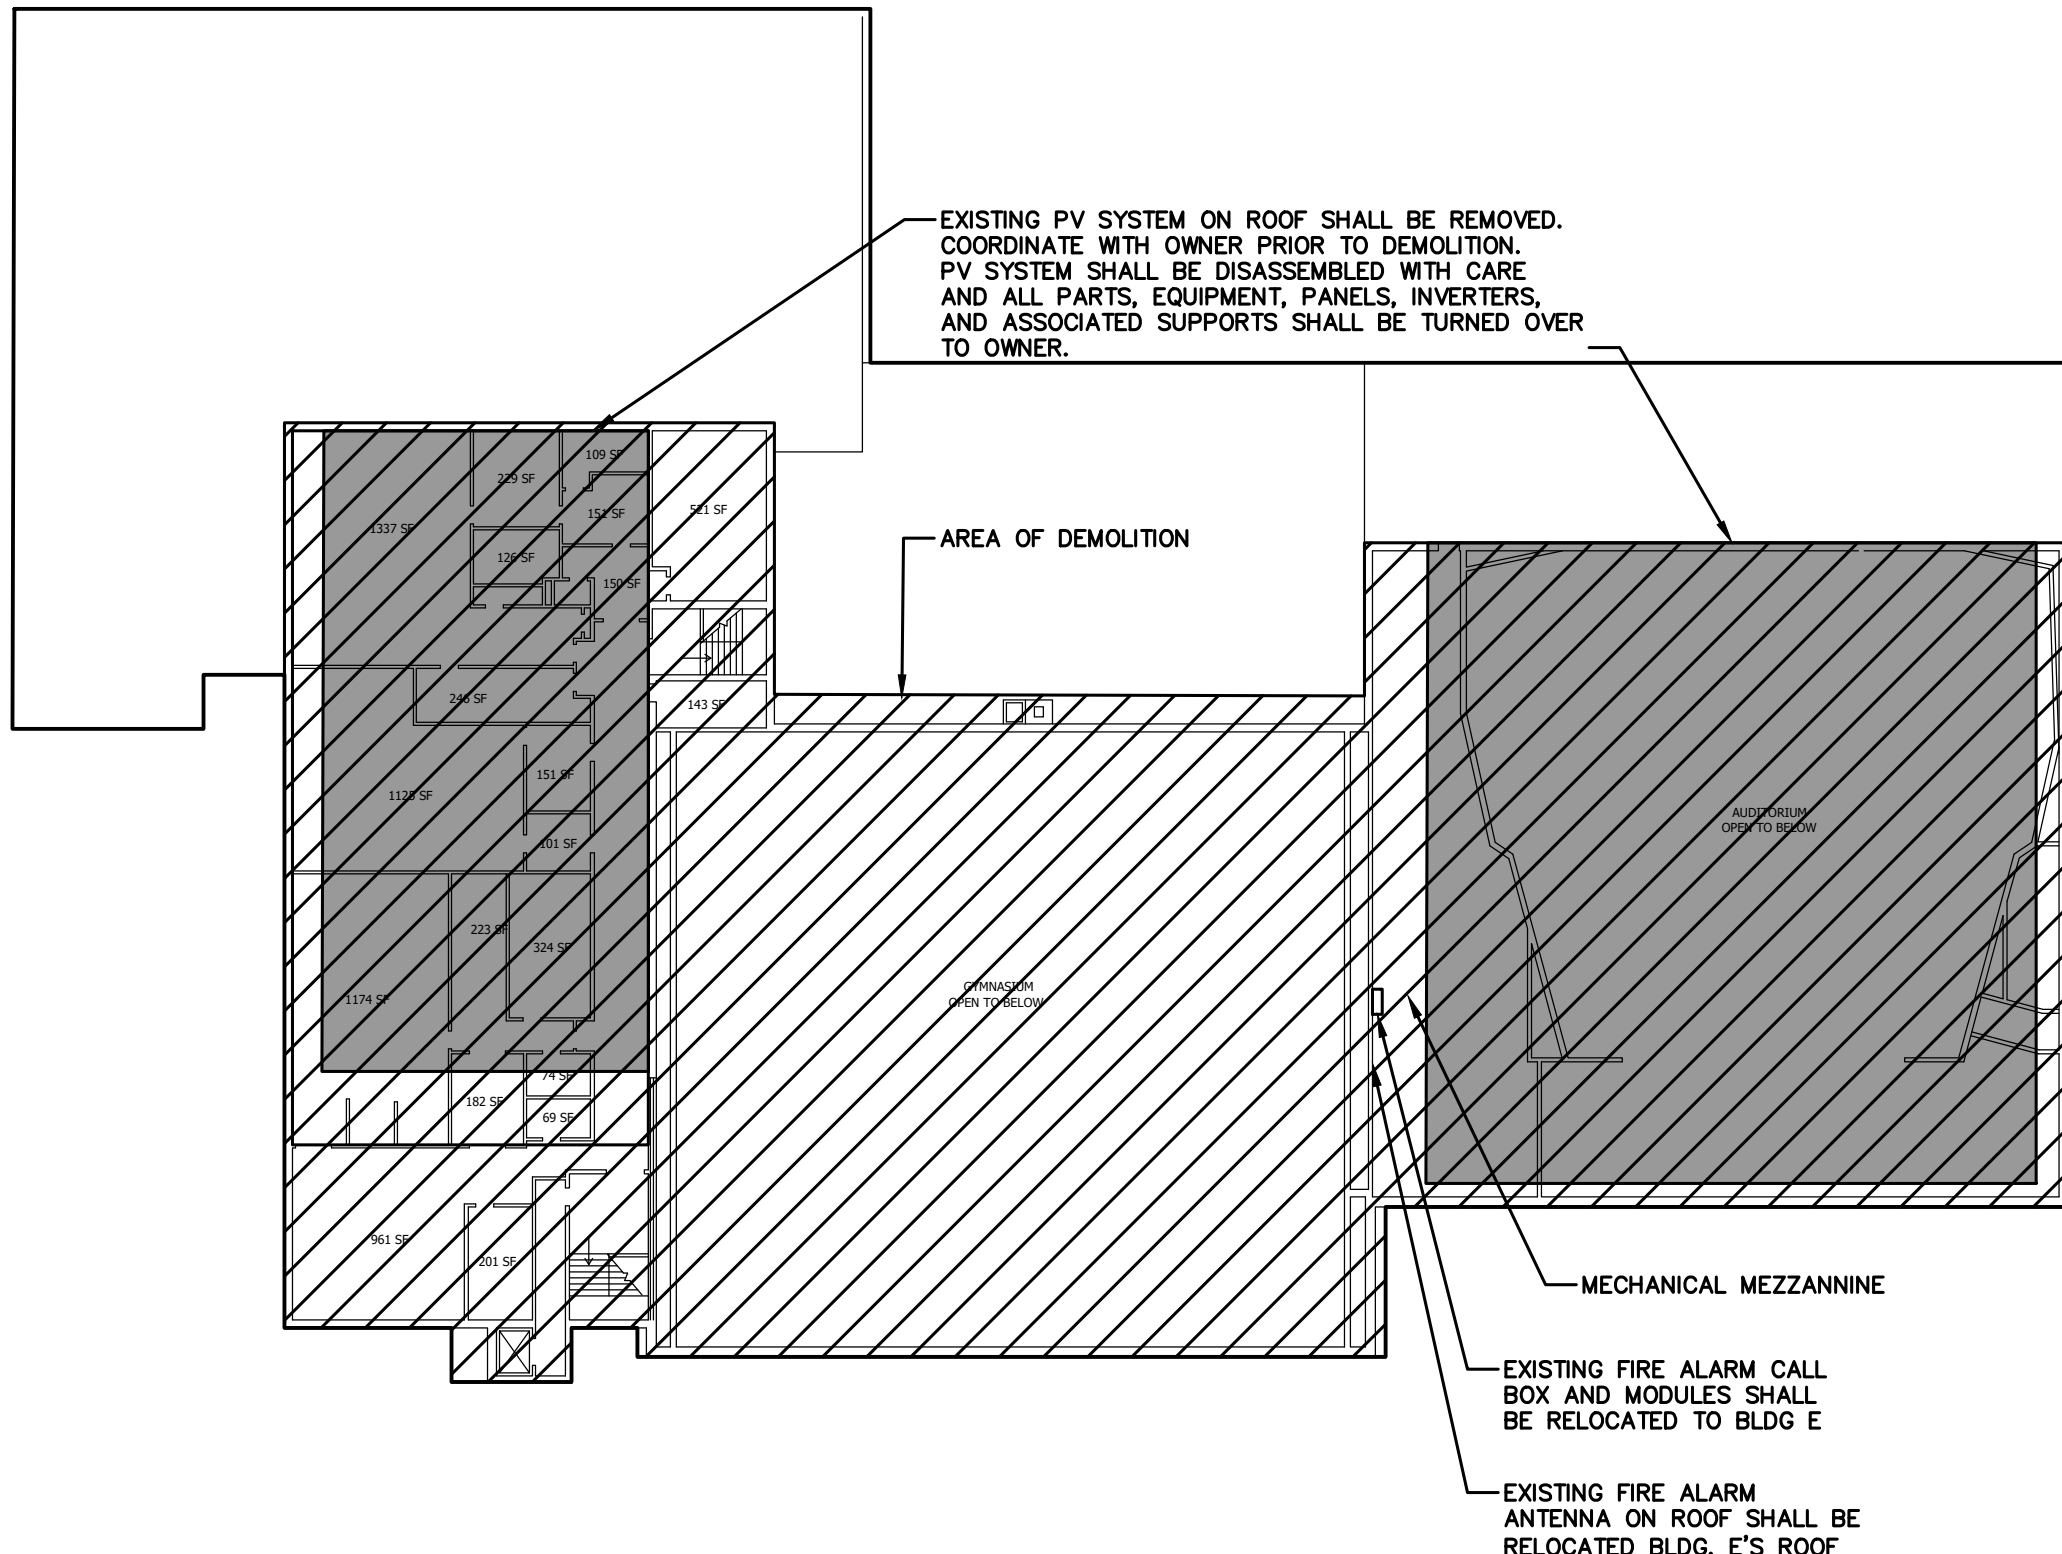 EXISTING PV SYSTEM ON ROOF SHALL BE REMOVED.
COORDINATE WITH OWNER PRIOR TO DEMOLITION.
PV SYSTEM SHALL BE DISASSEMBLED WITH CARE
AND ALL PARTS, EQUIPMENT, PANELS, INVERTERS,
AND ASSOCIATED SUPPORTS SHALL BE TURNED OVER
TO OWNER.
109 SF
229 SF
151 SF
521 SF
1337 SF
AREA OF DEMOLITION
126 SF
150 SF
246 SF
143 SF
151 SF
1125 SF
AUDITORIUM
OPEN TO BELOW
101 SF
223 SF
324 SF
1174 SF
GYMNASIUM
OPEN TO BELOW
74 SF
182 SF
69 SF
961 SF
201 SF
MECHANICAL MEZZANNINE
EXISTING FIRE ALARM CALL
BOX AND MODULES SHALL
BE RELOCATED TO BLDG E
EXISTING FIRE ALARM
ANTENNA ON ROOF SHALL BE
RELOCATED BLDG. E'S ROOF